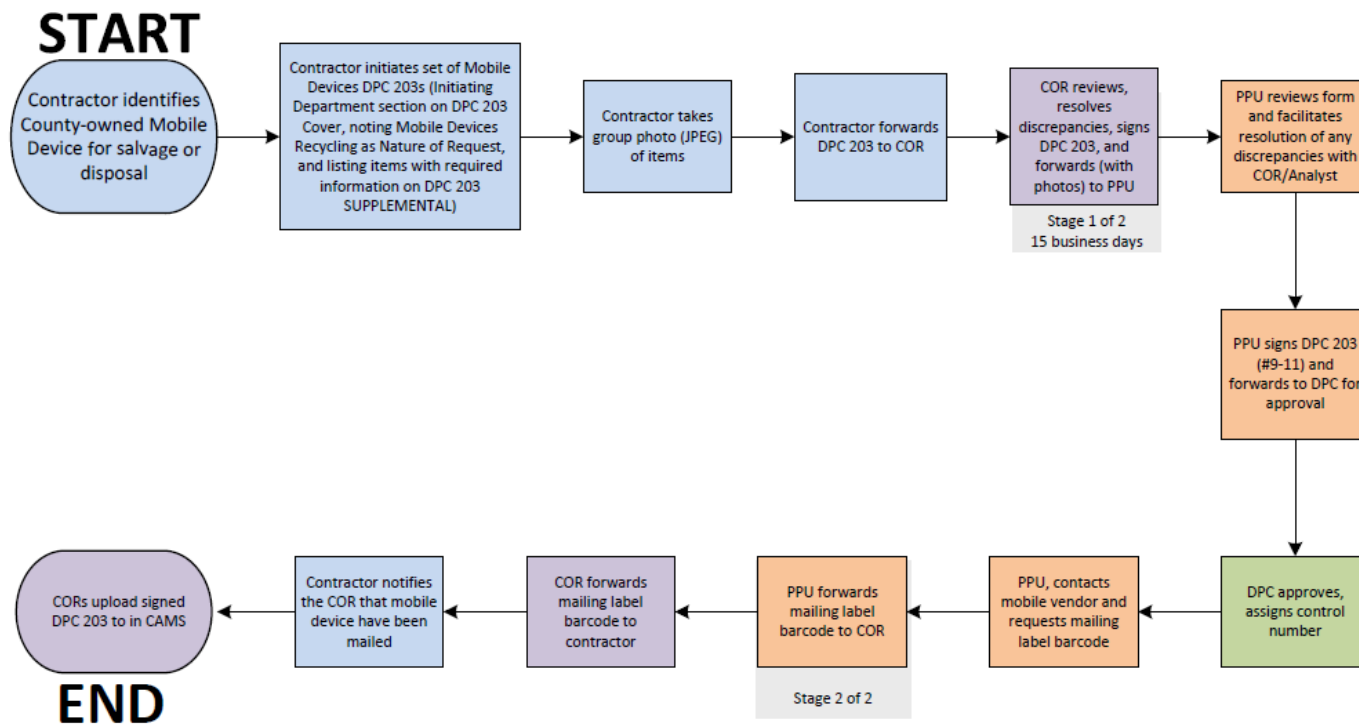 START
Contractor identifies
County-owned Mobile
Device for salvage or
disposal
Contractor initiates set of Mobile
Devices DPC 203s (Initiating
Department section on DPC 203
Cover, noting Mobile Devices
Recycling as Nature of Request,
and listing items with required
information on DPC 203
SUPPLEMENTAL)
Contractor takes
group photo (JPEG)
of items
Contractor forwards
DPC 203 to COR
COR reviews,
resolves
discrepancies, signs
DPC 203, and
forwards (with
photos) to PPU
Stage 1 of 2
15 business days
PPU reviews form
and facilitates
resolution of any
discrepancies with
COR/Analyst
PPU signs DPC 203
(#9-11) and
forwards to DPC for
approval
DPC approves,
assigns control
number
PPU, contacts
mobile vendor and
requests mailing
label barcode
PPU forwards
mailing label
barcode to COR
Stage 2 of 2
COR forwards
mailing label
barcode to
contractor
Contractor notifies
the COR that mobile
device have been
mailed
CORs upload signed
DPC 203 to in CAMS
END